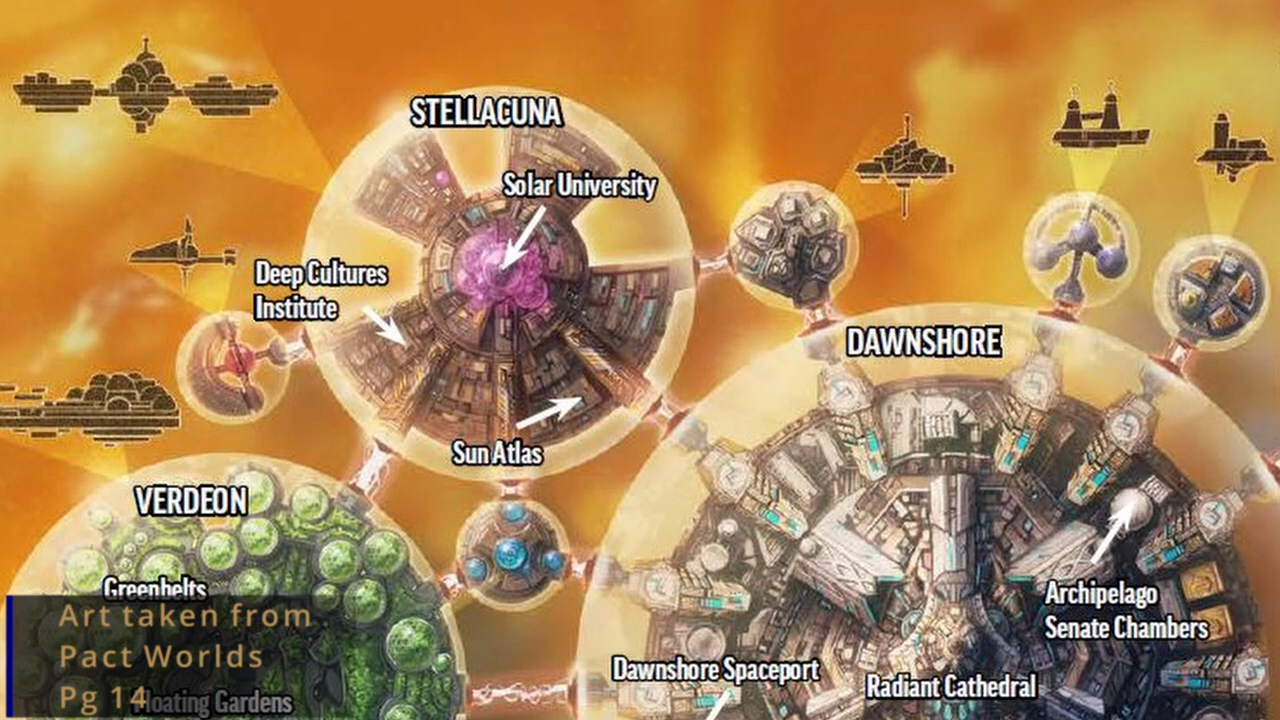 STELLACUNA
Solar University
Deep Cultures
Institute
DAWNSHORE
Sun Atlas
VERDEON
Greenbelts
Archipelago
Senate Chambers
Art taken from
Pact Worlds
Pg 14
Dawnshore Spaceport
Radiant Cathedral
Gardens